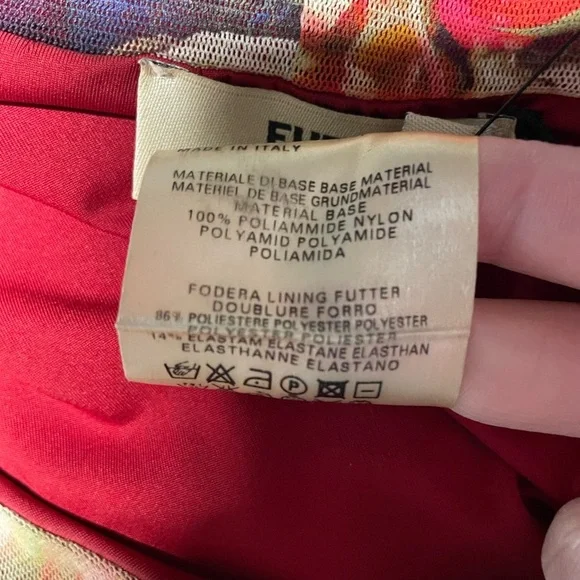 MADE IN ITALY
MATERIALE DI BASE BASE MATERIAL
MATERIEL DE BASE GRUNDMATERIAL
MATERIAL BASE
100% POLIAMMIDE NYLON
POLYAMID POLYAMIDE
POLIAMIDA
FODERA LINING FUTTER
DOUBLURE FORRO
86% POLIESTERE POLYESTER POLYESTER
POLYESTER POLIESTER
14% ELASTAM ELASTANE ELASTHAN
ELASTHANNE ELASTANO